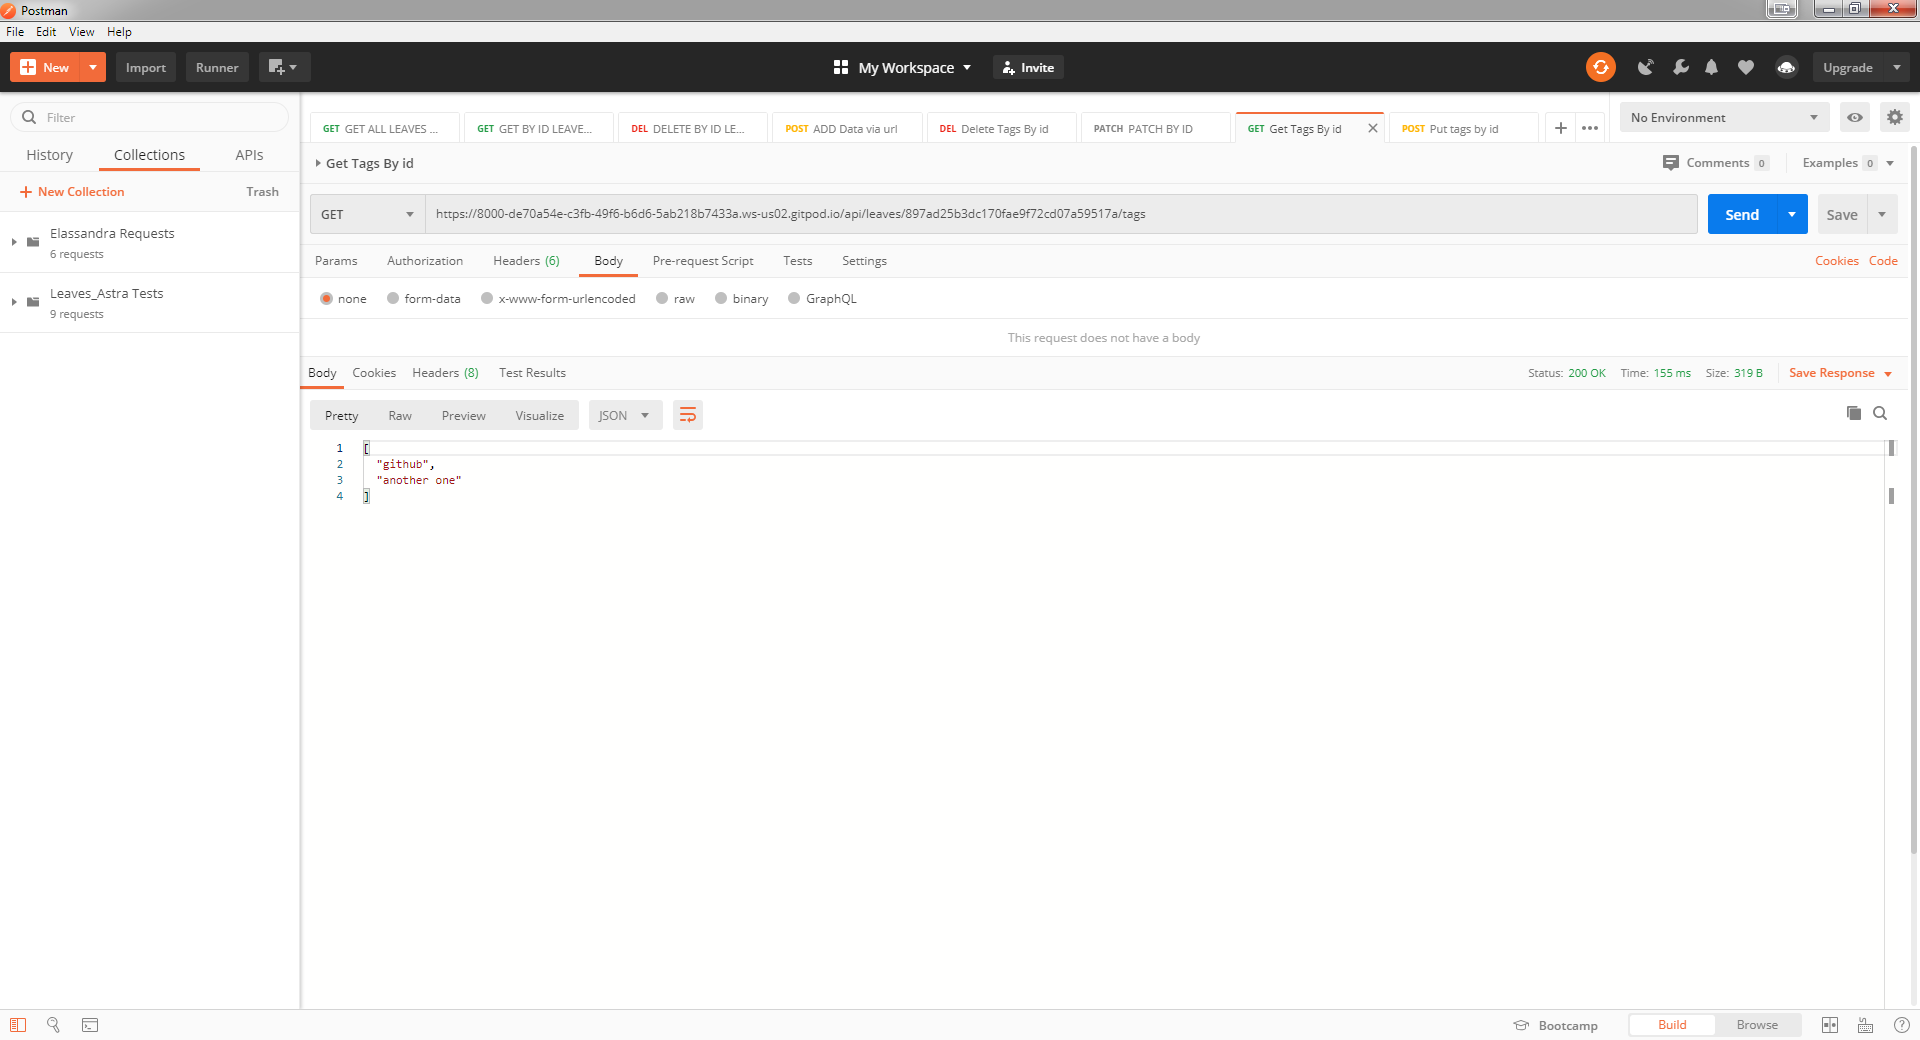 Postman
File Edit View Help
New Import Runner My Workspace Invite Upgrade
Filter
History Collections APIs
New Collection Trash
Elassandra Requests
6 requests
Leaves_Astra Tests
9 requests
GET GET ALL LEAVES ... GET GET BY ID LEAVE... DEL DELETE BY ID LE... POST ADD Data via url DEL Delete Tags By id PATCH PATCH BY ID GET Get Tags By id POST Put tags by id No Environment
Get Tags By id Comments 0 Examples 0
GET https://8000-de70a54e-c3fb-49f6-b6d6-5ab218b7433a.ws-us02.gitpod.io/api/leaves/897ad25b3dc170fae9f72cd07a59517a/tags Send Save
Params Authorization Headers (6) Body Pre-request Script Tests Settings Cookies Code
none form-data x-www-form-urlencoded raw binary GraphQL
This request does not have a body
Body Cookies Headers (8) Test Results Status: 200 OK Time: 155 ms Size: 319 B Save Response
Pretty Raw Preview Visualize JSON
1 [
2 "github",
3 "another one"
4 ]
Bootcamp Build Browse